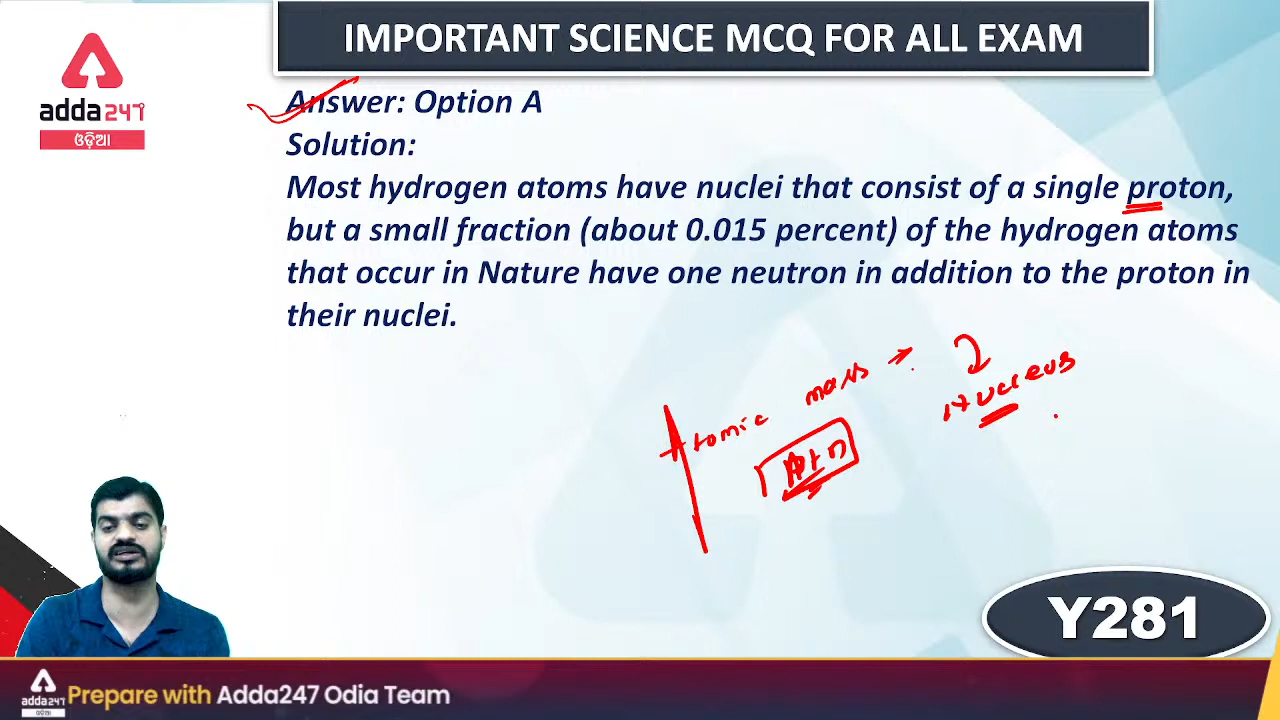 IMPORTANT SCIENCE MCQ FOR ALL EXAM
adda247
ଓଡ଼ିଆ
Answer: Option A
Solution:
Most hydrogen atoms have nuclei that consist of a single proton,
but a small fraction (about 0.015 percent) of the hydrogen atoms
that occur in Nature have one neutron in addition to the proton in
their nuclei.
Atomic mass → 2
Nucleus
P+n
Y281
adda247
ଓଡ଼ିଆ
Prepare with Adda247 Odia Team